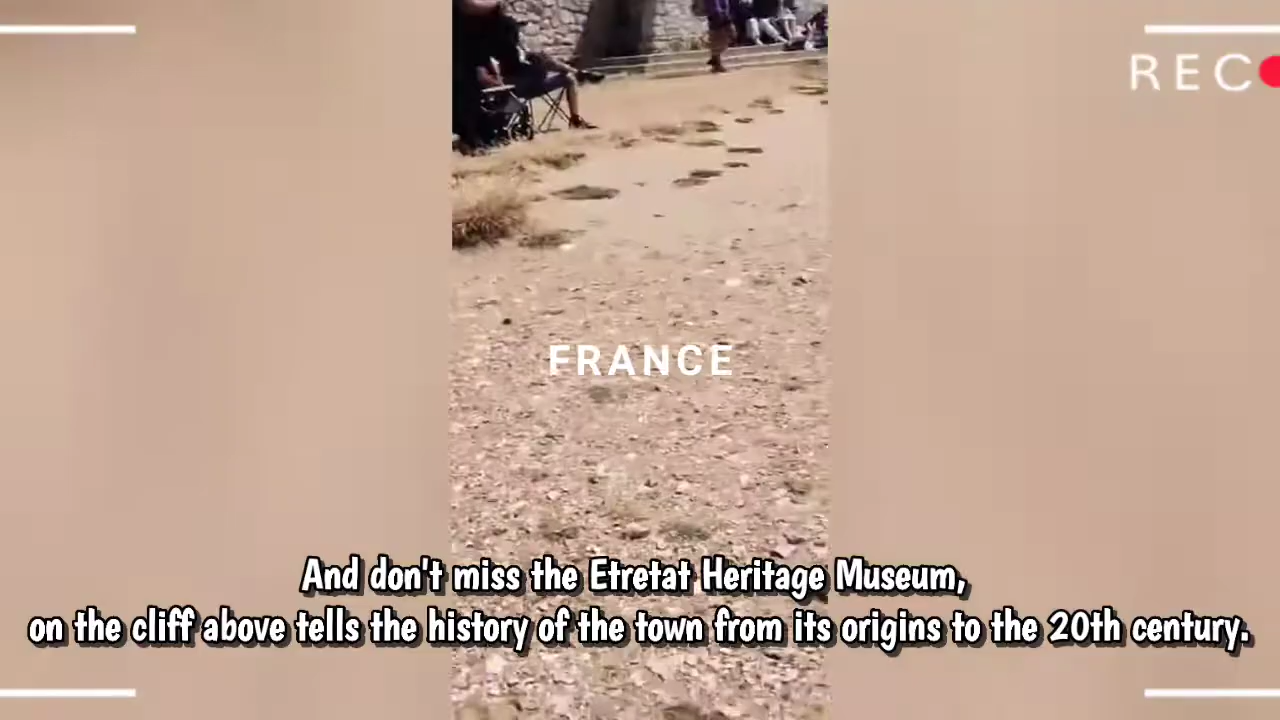 REC
FRANCE
And don't miss the Etretat Heritage Museum,
on the cliff above tells the history of the town from its origins to the 20th century.